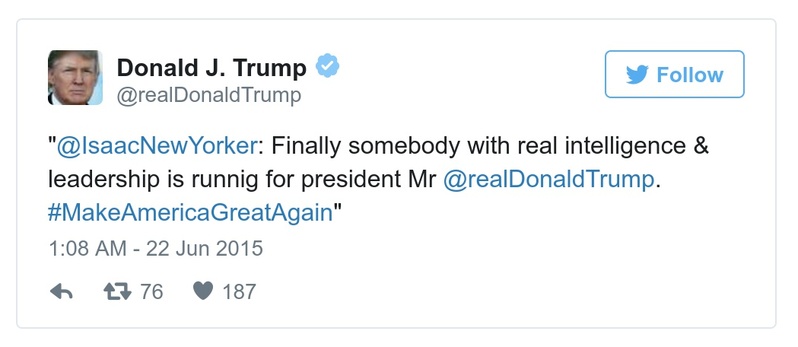 Donald J. Trump
@realDonaldTrump
Follow
"@IsaacNewYorker: Finally somebody with real intelligence &
leadership is runnig for president Mr @realDonaldTrump.
#MakeAmericaGreatAgain"
1:08 AM - 22 Jun 2015
76 187